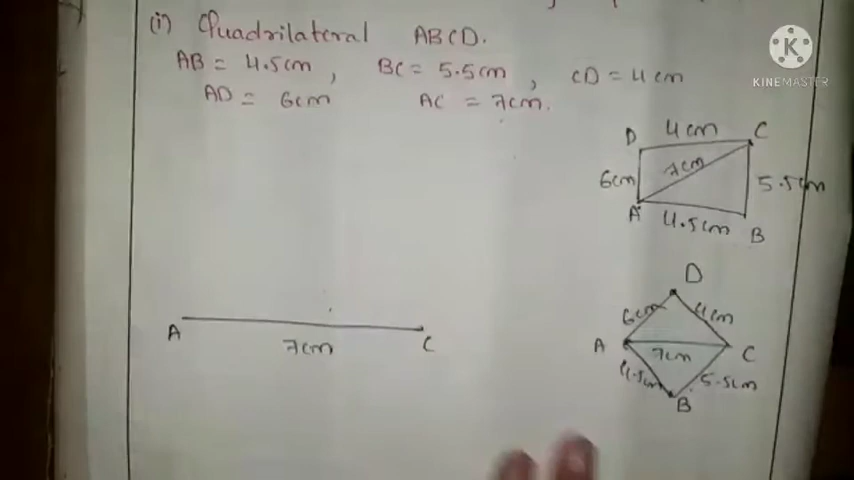 (i) Quadrilateral ABCD.
AB = 4.5cm, BC = 5.5cm, CD = 4cm
AD = 6cm AC = 7cm.
D 4cm C
7cm
6cm 5.5cm
A 4.5cm B
D
6cm 4cm
A 7cm C
4.5cm 5.5cm
B
A 7cm C
K
KINEMASTER